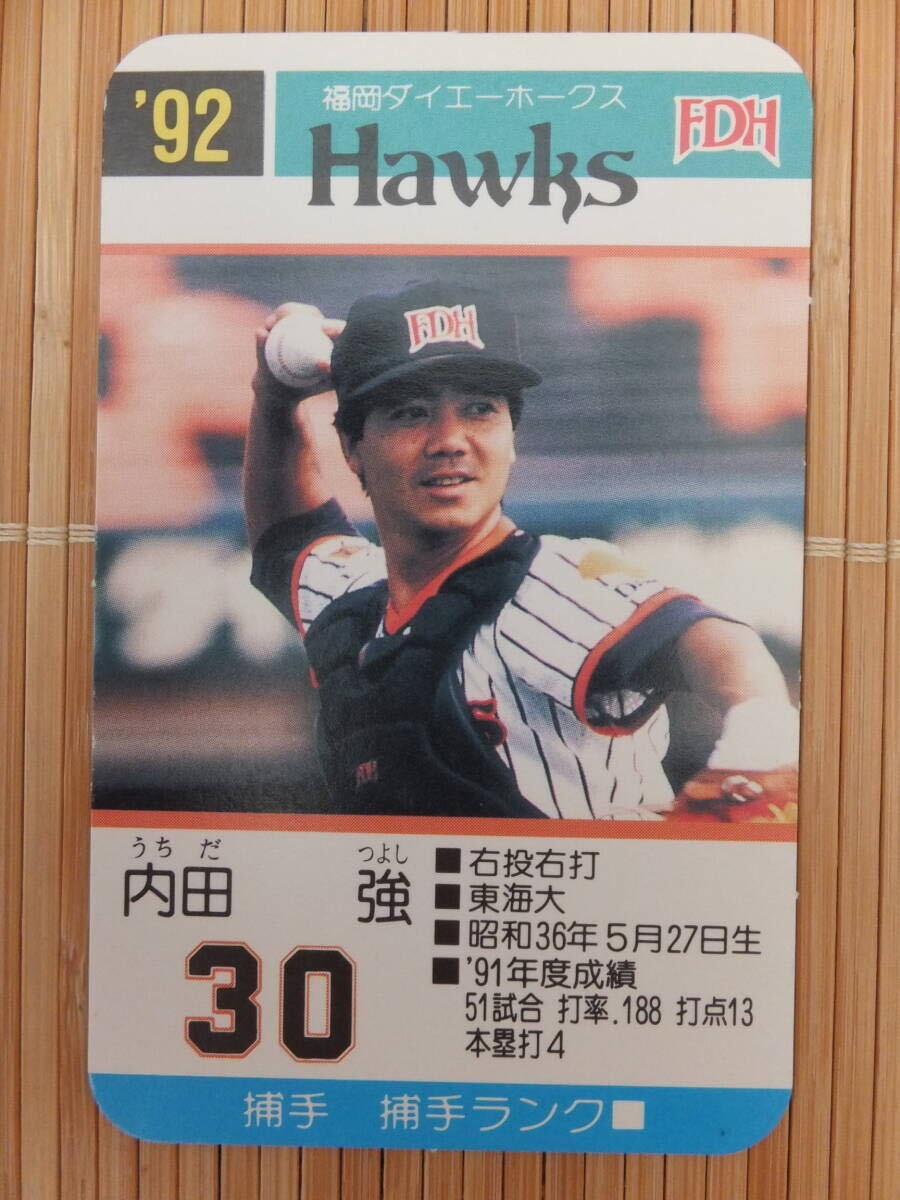 '92
福岡ダイエーホークス
Hawks
FDH
FDH
FDH
うちだ つよし
内田 強
30
■右投右打
■東海大
■昭和36年5月27日生
■'91年度成績
51試合 打率.188 打点13
本塁打4
捕手 捕手ランク■